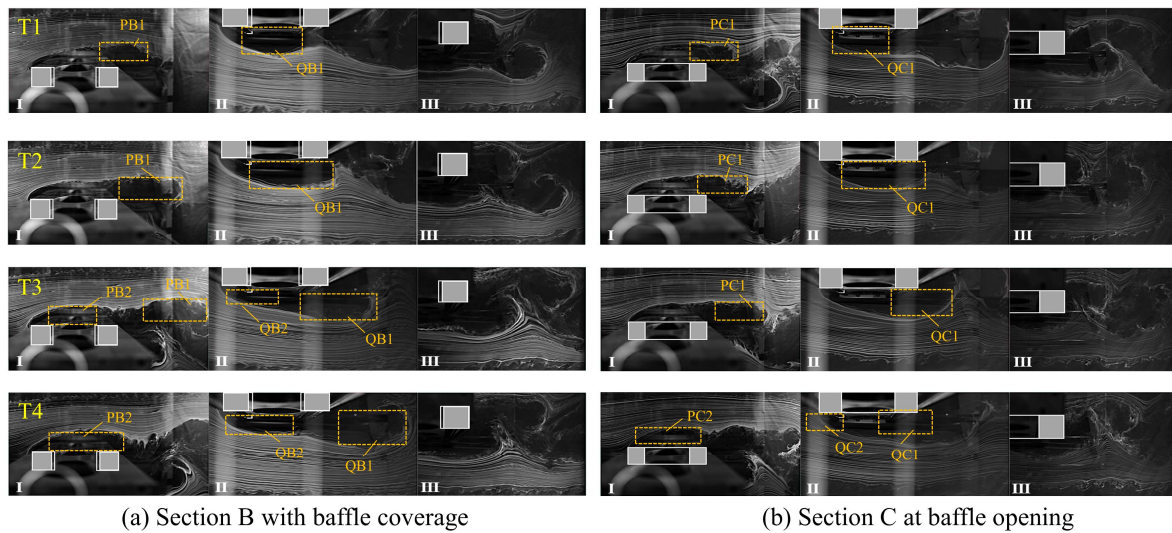 T1
PB1
I
QB1
II
III
PC1
I
QC1
II
III
T2
PB1
I
QB1
II
III
PC1
I
QC1
II
III
T3
PB2
PB1
I
QB2
QB1
II
III
PC1
I
QC1
II
III
T4
PB2
I
QB2
QB1
II
III
PC2
I
QC2
QC1
II
III
(a) Section B with baffle coverage
(b) Section C at baffle opening